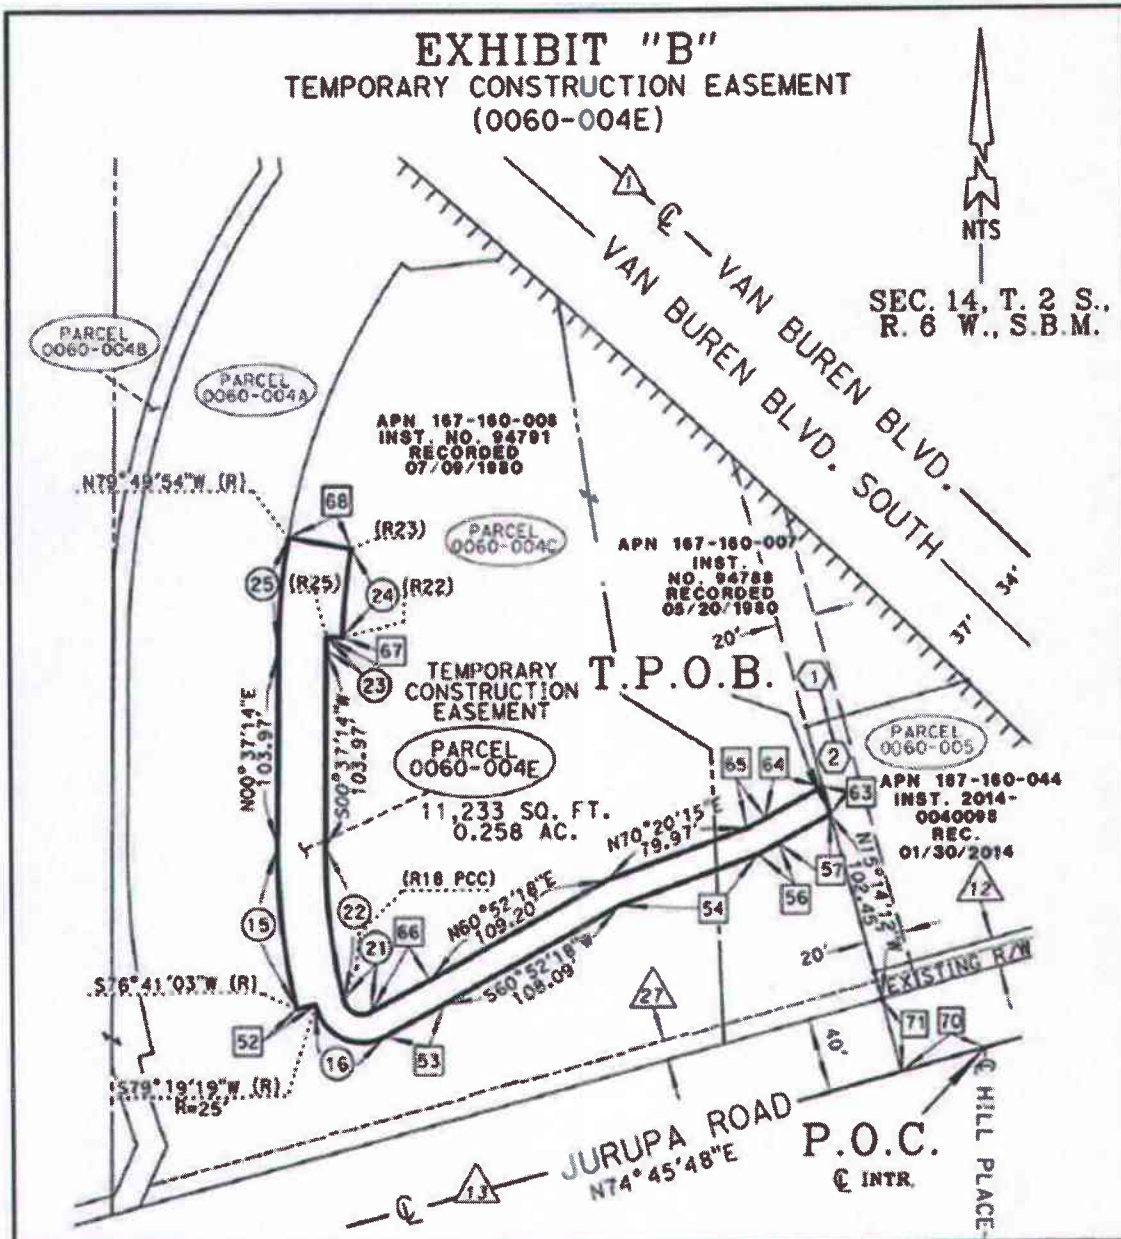 EXHIBIT "B"
TEMPORARY CONSTRUCTION EASEMENT
(0060-004E)
NTS
SEC. 14, T. 2 S.,
R. 6 W., S.B.M.
1
℄ VAN BUREN BLVD.
VAN BUREN BLVD. SOUTH
34'
37'
PARCEL
0060-004B
PARCEL
0060-004A
APN 167-160-008
INST. NO. 94791
RECORDED
07/09/1980
N79°49'54"W (R)
68
(R23)
PARCEL
0060-004C
APN 167-160-007
INST.
NO. 94788
RECORDED
05/20/1980
20'
25
(R25)
24
(R22)
67
23
T.P.O.B.
1
2
TEMPORARY
CONSTRUCTION
EASEMENT
N00°37'14"E
103.97'
S00°37'14"W
103.97'
PARCEL
0060-004E
11,233 SQ. FT.
0.258 AC.
PARCEL
0060-005
65
64
63
APN 167-160-044
INST. 2014-
0040098
REC.
01/30/2014
N70°20'15"E
79.97'
57
N15°14'12"W
102.45'
12
(R16 PCC)
15
22
21
66
N60°52'18"E
109.20'
54
56
S60°52'18"W
108.09'
20'
EXISTING R/W
S76°41'03"W (R)
27
52
16
53
71
70
40'
S79°19'19"W (R)
R=25'
℄ HILL PLACE
JURUPA ROAD
N74°45'48"E
P.O.C.
℄ INTR.
℄
13